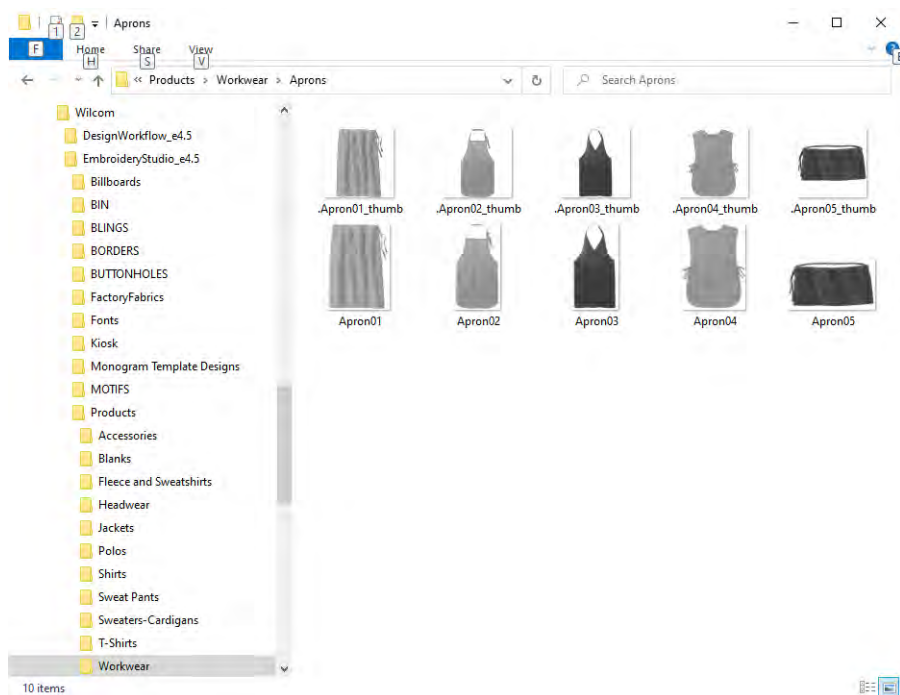 1 2 Aprons
F Home Share View
H S V
« Products > Workwear > Aprons Search Aprons
Wilcom
DesignWorkflow_e4.5
EmbroideryStudio_e4.5
Billboards
BIN
BLINGS
BORDERS
BUTTONHOLES
FactoryFabrics
Fonts
Kiosk
Monogram Template Designs
MOTIFS
Products
Accessories
Blanks
Fleece and Sweatshirts
Headwear
Jackets
Polos
Shirts
Sweat Pants
Sweaters-Cardigans
T-Shirts
Workwear
.Apron01_thumb .Apron02_thumb .Apron03_thumb .Apron04_thumb .Apron05_thumb
Apron01 Apron02 Apron03 Apron04 Apron05
10 items